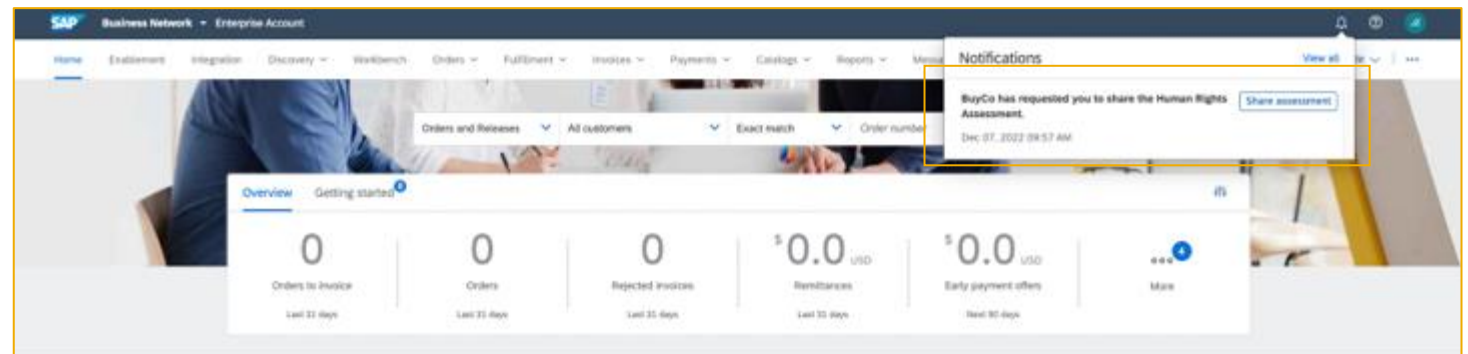 SAP Business Network Enterprise Account
Home Enablement Integration Discovery Workbench Orders Fulfillment Invoices Payments Catalogs Reports Messa
Notifications View all
BuyCo has requested you to share the Human Rights
Assessment.
Share assessment
Dec 07, 2022 09:57 AM
Orders and Releases All customers Exact match Order number
Overview Getting started
0 0 0 $ 0.0 USD $ 0.0 USD 4
Orders to invoice Orders Rejected invoices Remittances Early payment offers More
Last 31 days Last 31 days Last 31 days Last 31 days Next 90 days